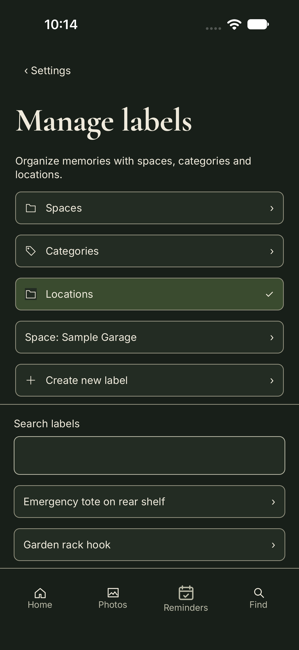 10:14
‹ Settings
Manage labels
Organize memories with spaces, categories and
locations.
Spaces ›
Categories ›
Locations ✓
Space: Sample Garage ›
Create new label ›
Search labels
Emergency tote on rear shelf ›
Garden rack hook ›
Home Photos Reminders Find